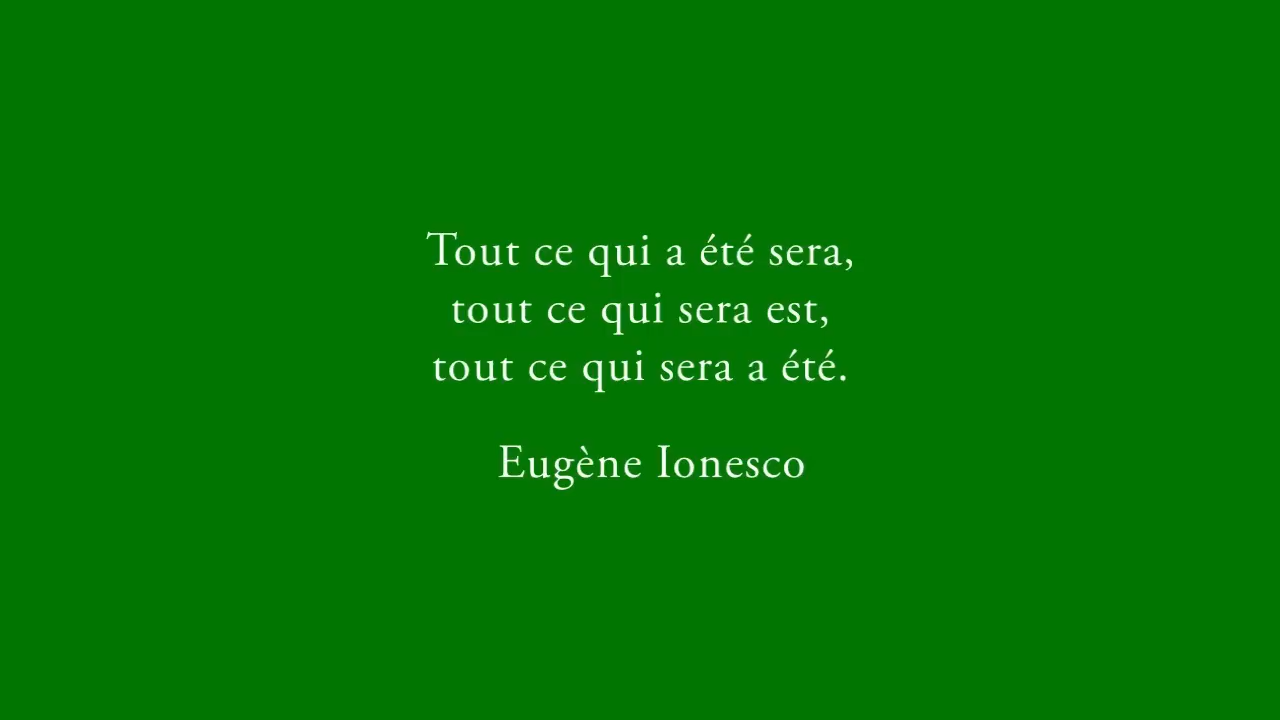 Tout ce qui a été sera,
tout ce qui sera est,
tout ce qui sera a été.
Eugène Ionesco